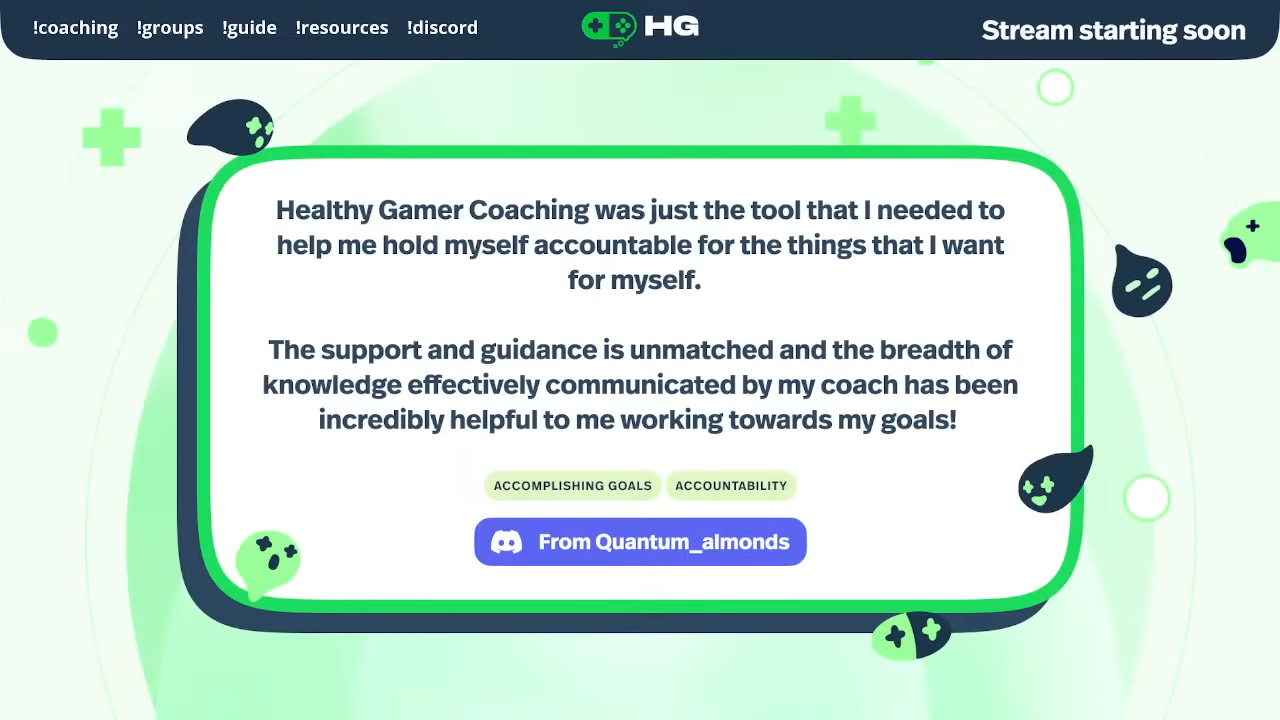 !coaching !groups !guide !resources !discord
HG
Stream starting soon
Healthy Gamer Coaching was just the tool that I needed to
help me hold myself accountable for the things that I want
for myself.
The support and guidance is unmatched and the breadth of
knowledge effectively communicated by my coach has been
incredibly helpful to me working towards my goals!
ACCOMPLISHING GOALS ACCOUNTABILITY
From Quantum_almonds